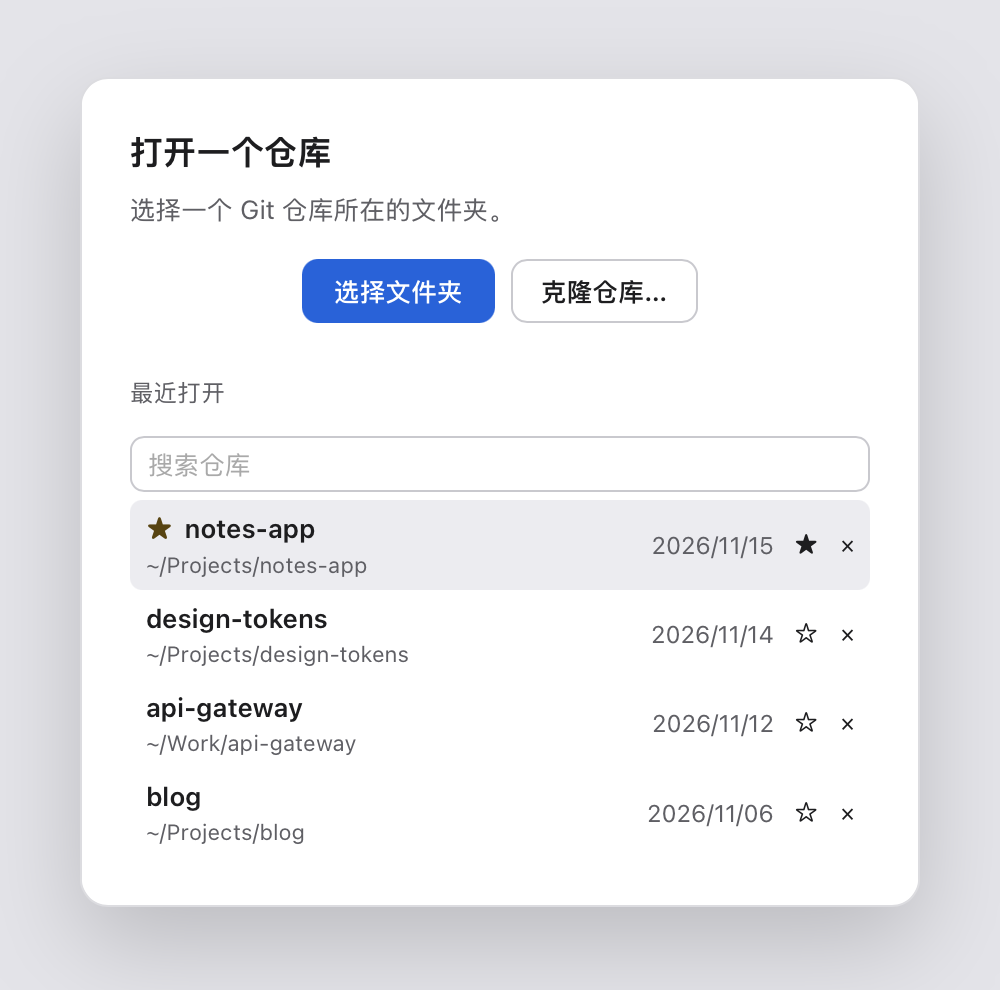 打开一个仓库
选择一个 Git 仓库所在的文件夹。
选择文件夹
克隆仓库...
最近打开
搜索仓库
★ notes-app
~/Projects/notes-app
2026/11/15 ★ ×
design-tokens
~/Projects/design-tokens
2026/11/14 ☆ ×
api-gateway
~/Work/api-gateway
2026/11/12 ☆ ×
blog
~/Projects/blog
2026/11/06 ☆ ×